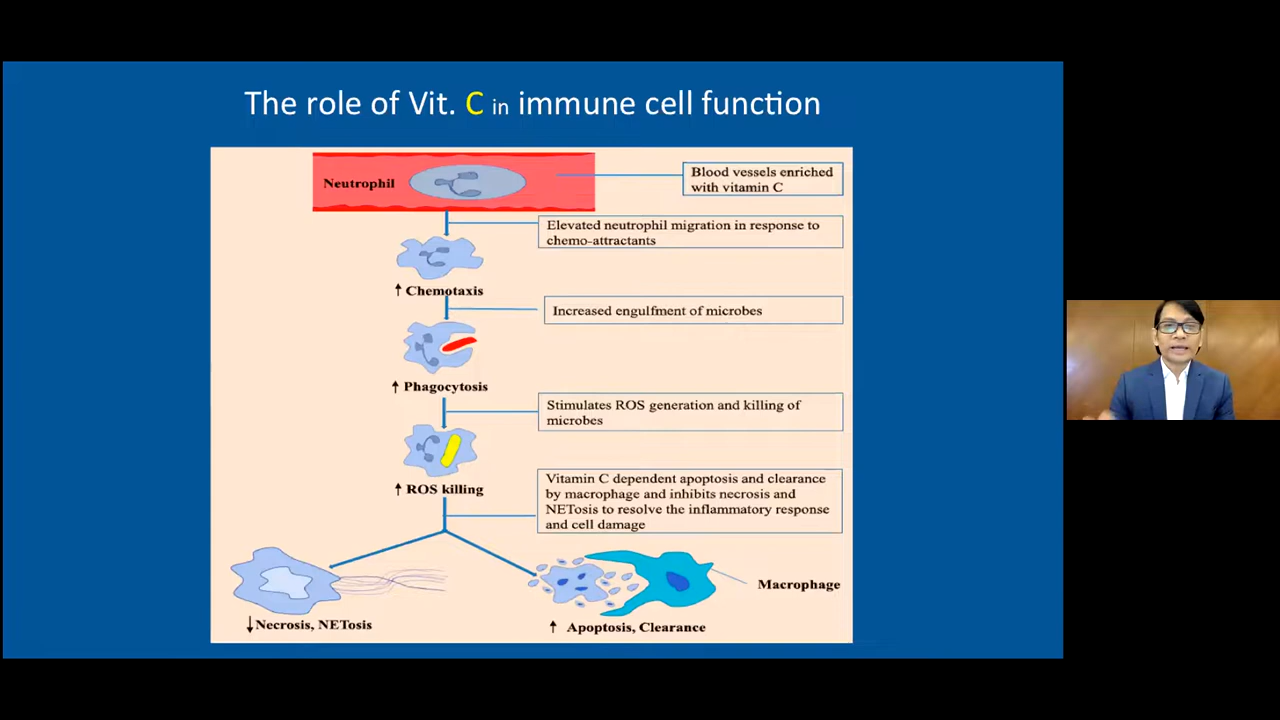 The role of Vit. C in immune cell function
Neutrophil
Blood vessels enriched
with vitamin C
Elevated neutrophil migration in response to
chemo-attractants
↑ Chemotaxis
Increased engulfment of microbes
↑ Phagocytosis
Stimulates ROS generation and killing of
microbes
↑ ROS killing
Vitamin C dependent apoptosis and clearance
by macrophage and inhibits necrosis and
NETosis to resolve the inflammatory response
and cell damage
Macrophage
↓ Necrosis, NETosis
↑ Apoptosis, Clearance